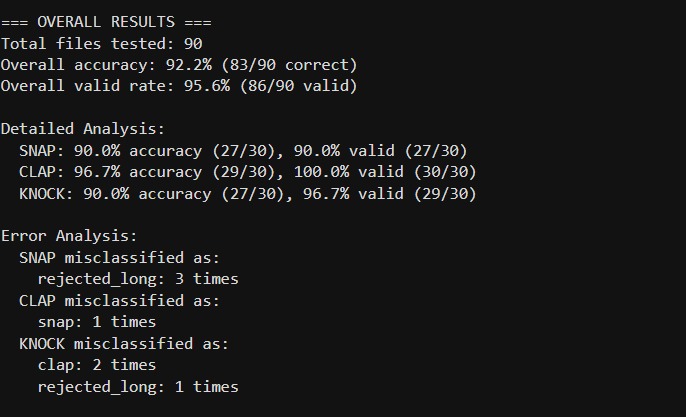 === OVERALL RESULTS ===
Total files tested: 90
Overall accuracy: 92.2% (83/90 correct)
Overall valid rate: 95.6% (86/90 valid)
Detailed Analysis:
SNAP: 90.0% accuracy (27/30), 90.0% valid (27/30)
CLAP: 96.7% accuracy (29/30), 100.0% valid (30/30)
KNOCK: 90.0% accuracy (27/30), 96.7% valid (29/30)
Error Analysis:
SNAP misclassified as:
rejected_long: 3 times
CLAP misclassified as:
snap: 1 times
KNOCK misclassified as:
clap: 2 times
rejected_long: 1 times